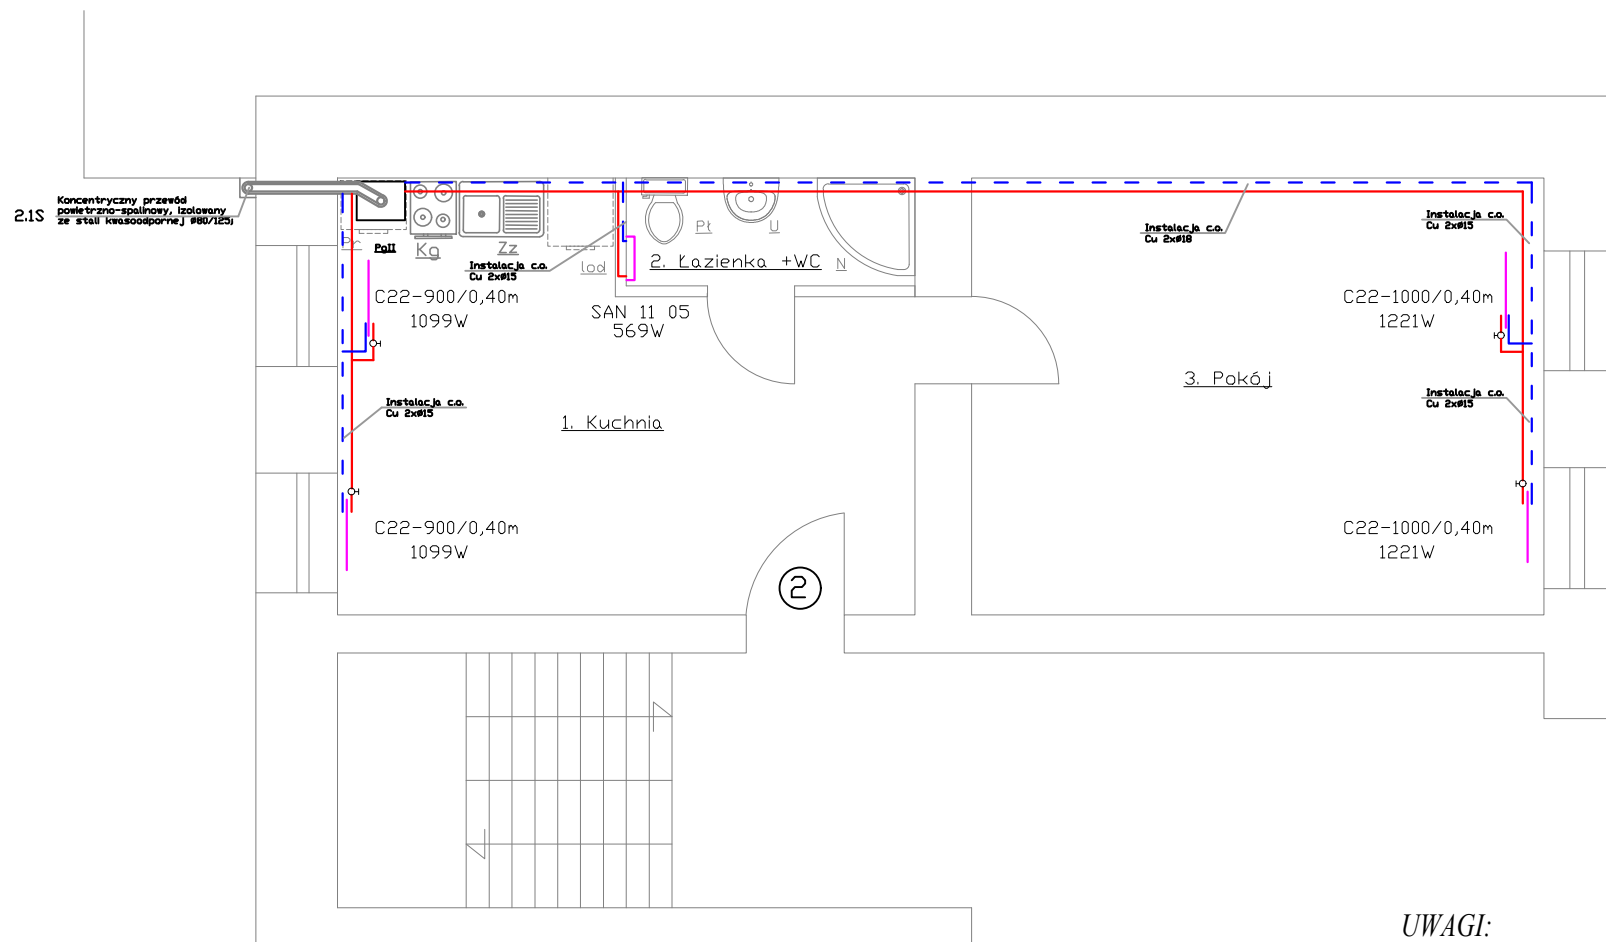 Koncentryczny przewód
powietrzno-spalinowy, izolowany
ze stali kwasoodpornej ø80/125;
2.1S
Pr
PgII
Kg
Zz
lod
Pł
U
N
Instalacja c.o.
Cu 2xø15
2. Łazienka +WC
Instalacja c.o.
Cu 2xø18
Instalacja c.o.
Cu 2xø15
C22-900/0,40m
1099W
SAN 11 05
569W
C22-1000/0,40m
1221W
3. Pokój
Instalacja c.o.
Cu 2xø15
Instalacja c.o.
Cu 2xø15
1. Kuchnia
C22-900/0,40m
1099W
C22-1000/0,40m
1221W
2
UWAGI: